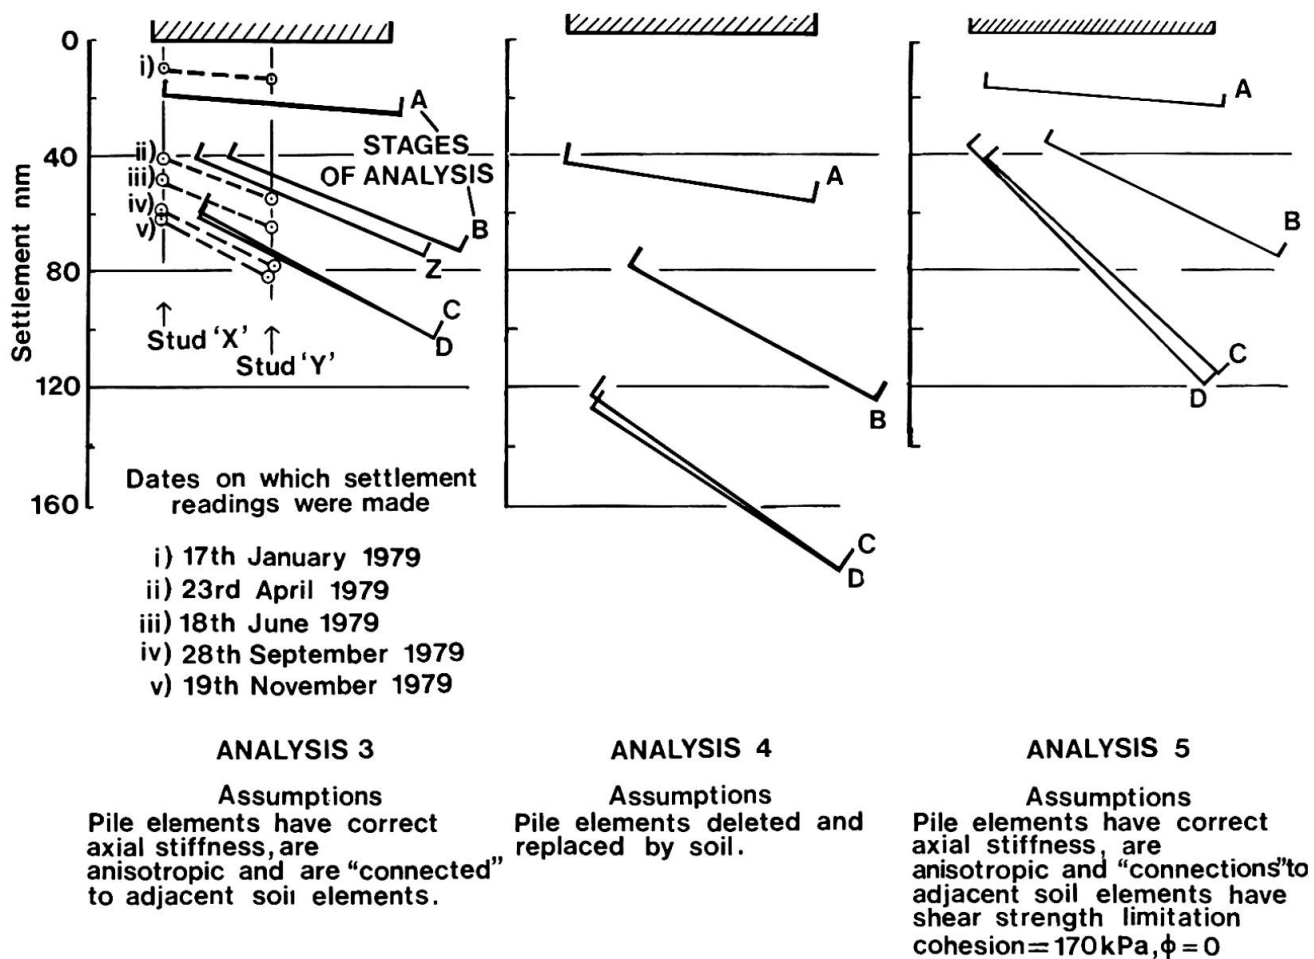 0
40
80
120
160
Settlement mm
i)
ii)
iii)
iv)
v)
A
STAGES
OF ANALYSIS
B
Z
C
D
Stud 'X'
Stud 'Y'
Dates on which settlement
readings were made
i) 17th January 1979
ii) 23rd April 1979
iii) 18th June 1979
iv) 28th September 1979
v) 19th November 1979
A
B
C
D
A
B
C
D
ANALYSIS 3
Assumptions
Pile elements have correct
axial stiffness, are
anisotropic and are "connected"
to adjacent soil elements.
ANALYSIS 4
Assumptions
Pile elements deleted and
replaced by soil.
ANALYSIS 5
Assumptions
Pile elements have correct
axial stiffness, are
anisotropic and "connections" to
adjacent soil elements have
shear strength limitation
cohesion = 170 kPa, ϕ = 0